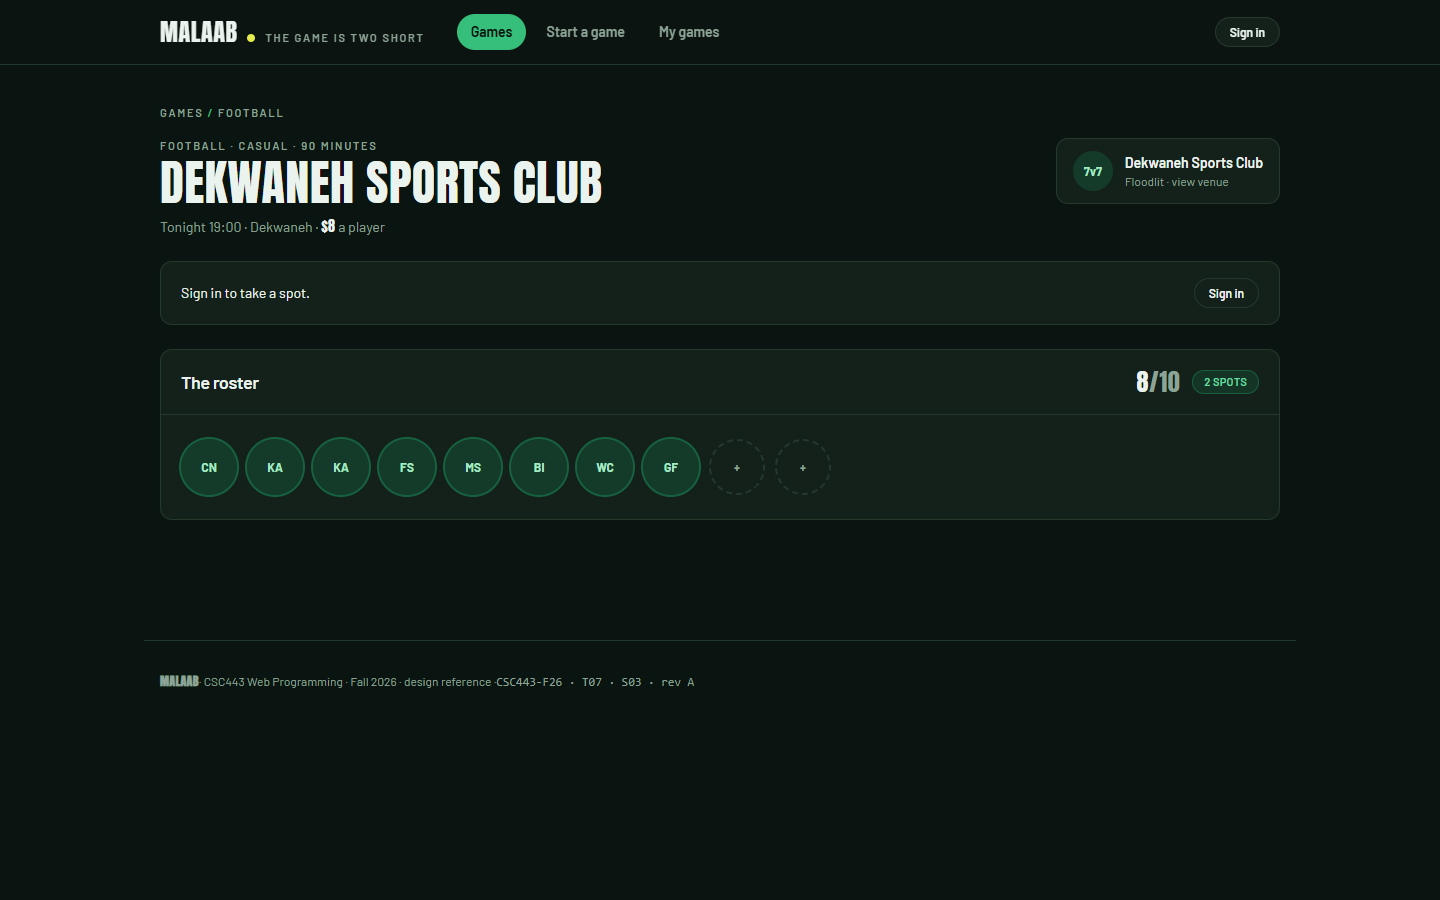 MALAAB THE GAME IS TWO SHORT Games Start a game My games Sign in
GAMES / FOOTBALL
FOOTBALL · CASUAL · 90 MINUTES
DEKWANEH SPORTS CLUB
Tonight 19:00 · Dekwaneh · $8 a player
7v7
Dekwaneh Sports Club
Floodlit · view venue
Sign in to take a spot. Sign in
The roster 8/10 2 SPOTS
CN KA KA FS MS BI WC GF + +
MALAAB · CSC443 Web Programming · Fall 2026 · design reference · CSC443-F26 · T07 · S03 · rev A